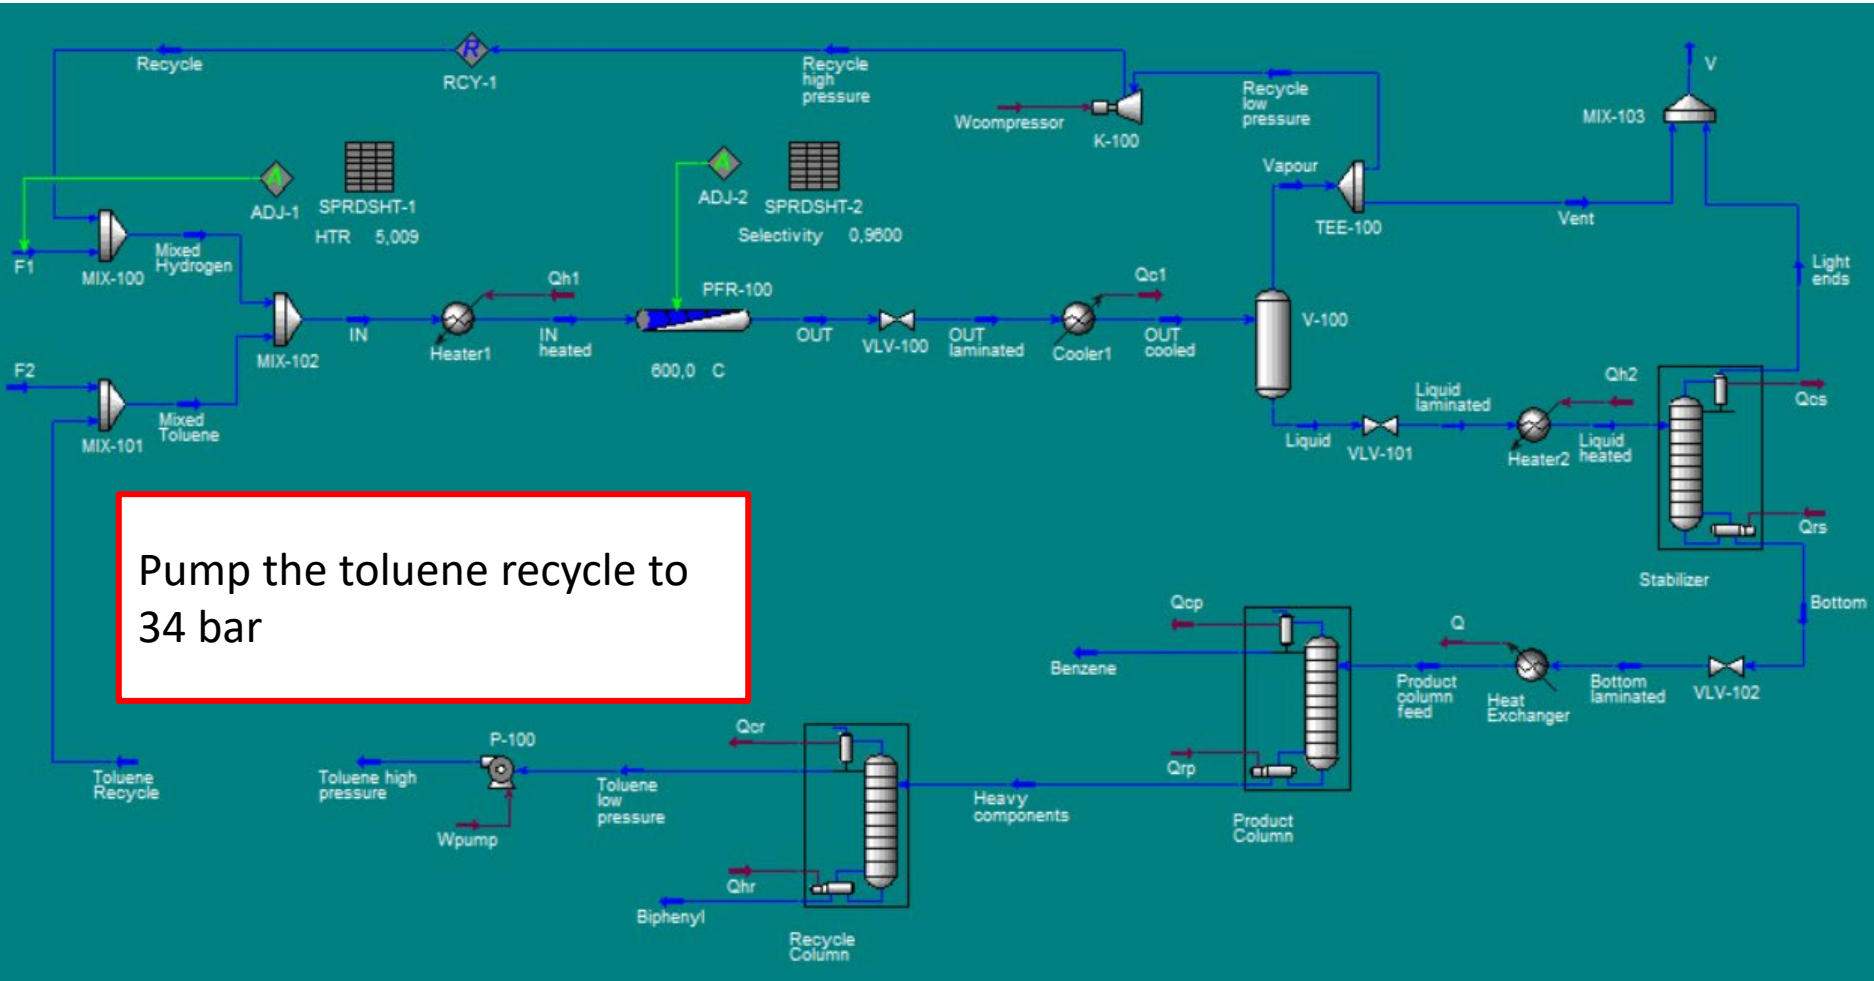 Recycle
RCY-1
Recycle
high
pressure
Wcompressor
K-100
Recycle
low
pressure
MIX-103
V
ADJ-1
SPRDSHT-1
HTR 5,009
ADJ-2
SPRDSHT-2
Selectivity 0,9600
Vapour
TEE-100
Vent
F1
MIX-100
Mixed
Hydrogen
Light
ends
Qh1
PFR-100
Qc1
V-100
MIX-102
IN
Heater1
IN
heated
600,0 C
OUT
VLV-100
OUT
laminated
Cooler1
OUT
cooled
F2
MIX-101
Mixed
Toluene
Liquid
VLV-101
Liquid
laminated
Qh2
Heater2
Liquid
heated
Qcs
Qrs
Stabilizer
Bottom
Pump the toluene recycle to
34 bar
Qcp
Benzene
Q
Product
column
feed
Heat
Exchanger
Bottom
laminated
VLV-102
Qrp
Product
Column
Toluene
Recycle
Toluene high
pressure
P-100
Wpump
Toluene
low
pressure
Qcr
Heavy
components
Qhr
Biphenyl
Recycle
Column